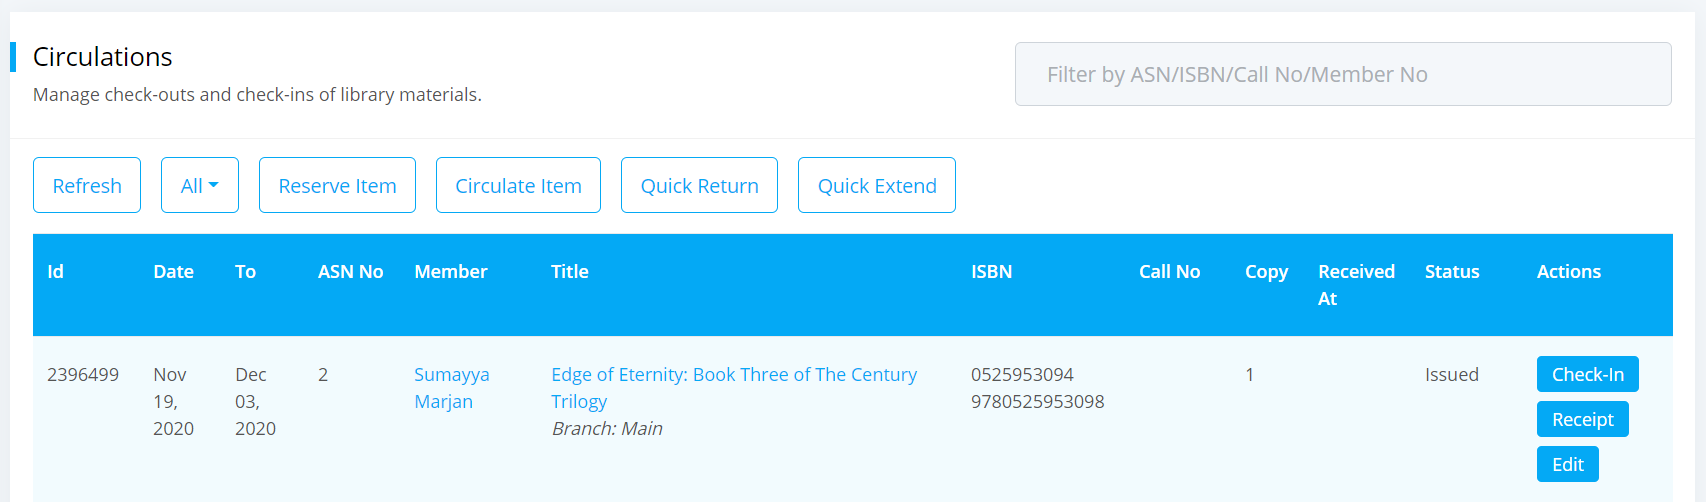 Circulations
Manage check-outs and check-ins of library materials.
Filter by ASN/ISBN/Call No/Member No
Refresh
All
Reserve Item
Circulate Item
Quick Return
Quick Extend
Id Date To ASN No Member Title ISBN Call No Copy Received At Status Actions
2396499
Nov
19,
2020
Dec
03,
2020
2
Sumayya
Marjan
Edge of Eternity: Book Three of The Century
Trilogy
Branch: Main
0525953094
9780525953098
1
Issued
Check-In
Receipt
Edit